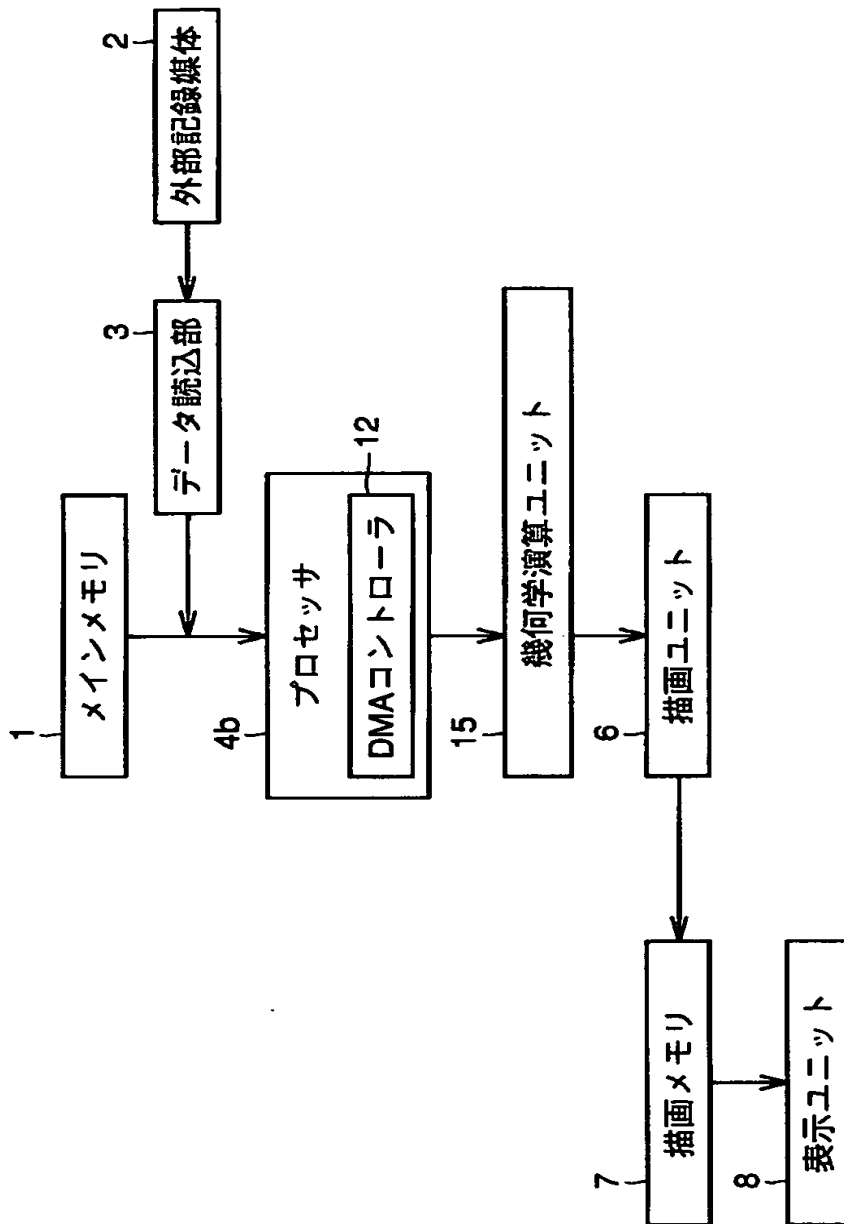 1
メインメモリ
2
外部記録媒体
3
データ読込部
4b
プロセッサ
12
DMAコントローラ
15
幾何学演算ユニット
6
描画ユニット
7
描画メモリ
8
表示ユニット